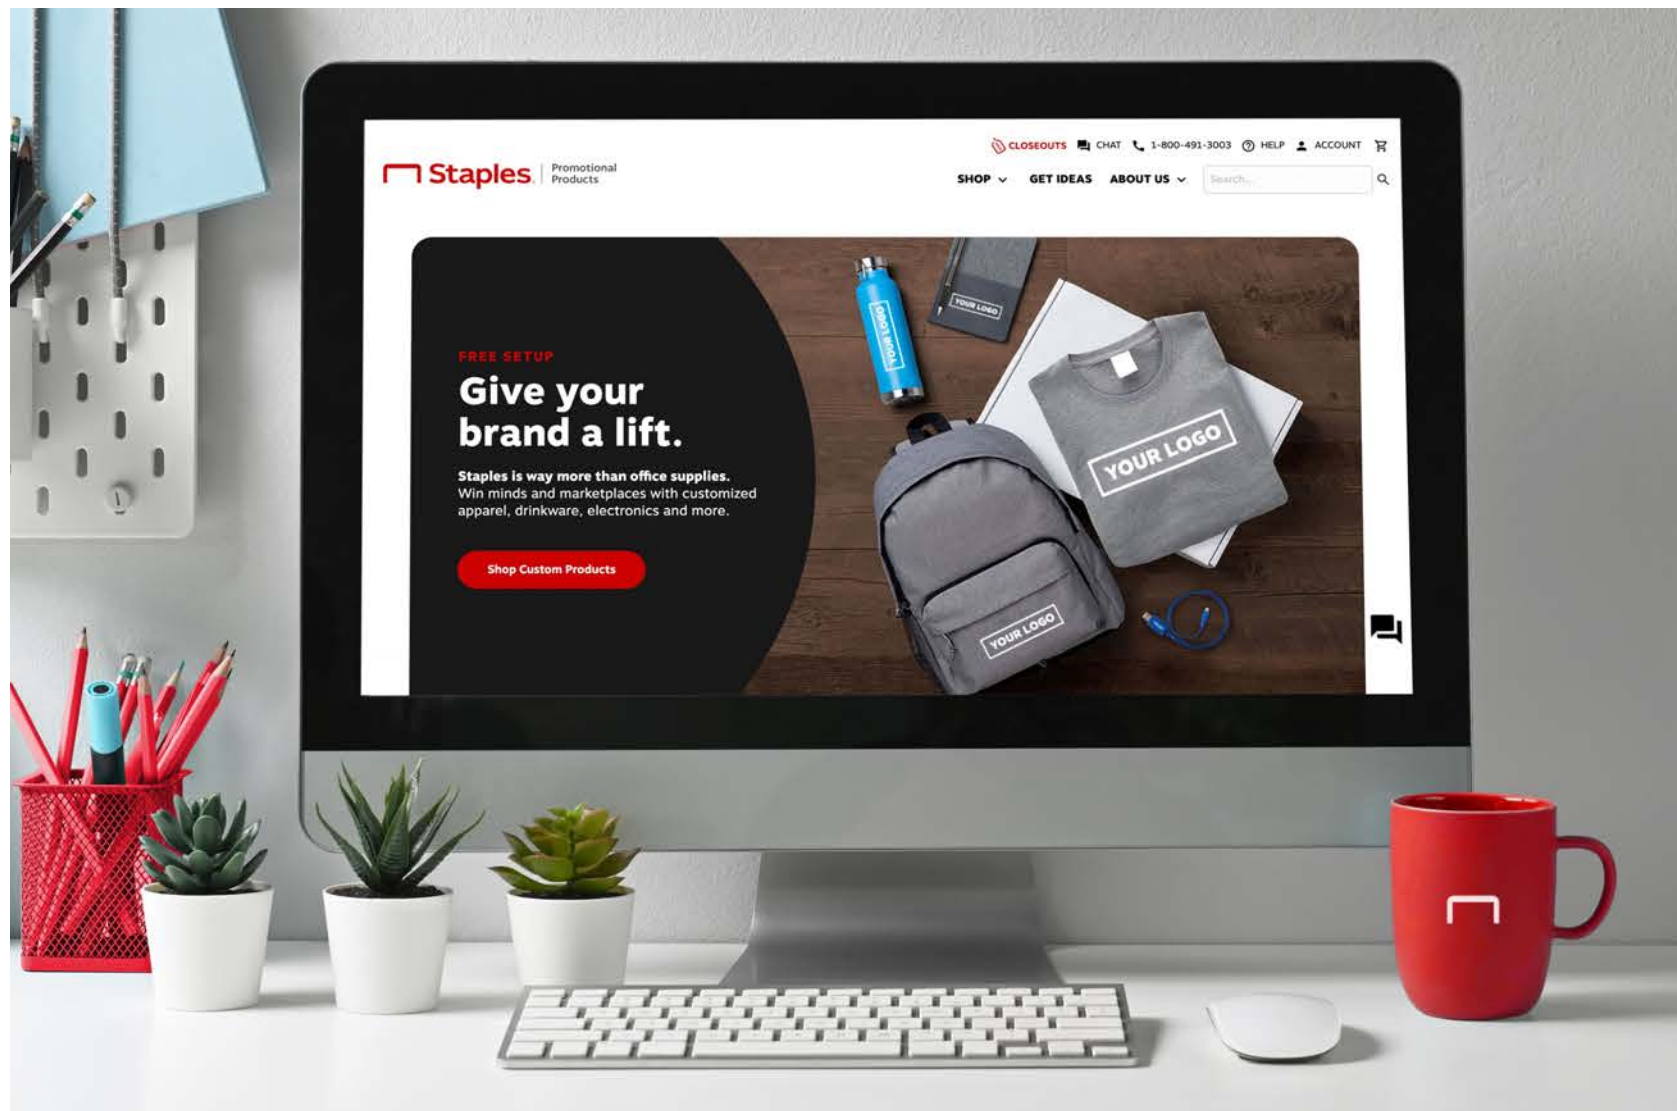 CLOSEOUTS CHAT 1-800-491-3003 HELP ACCOUNT
Staples. Promotional
Products
SHOP GET IDEAS ABOUT US Search...
FREE SETUP
Give your
brand a lift.
Staples is way more than office supplies.
Win minds and marketplaces with customized
apparel, drinkware, electronics and more.
Shop Custom Products
YOUR LOGO
YOUR LOGO
YOUR LOGO
YOUR LOGO